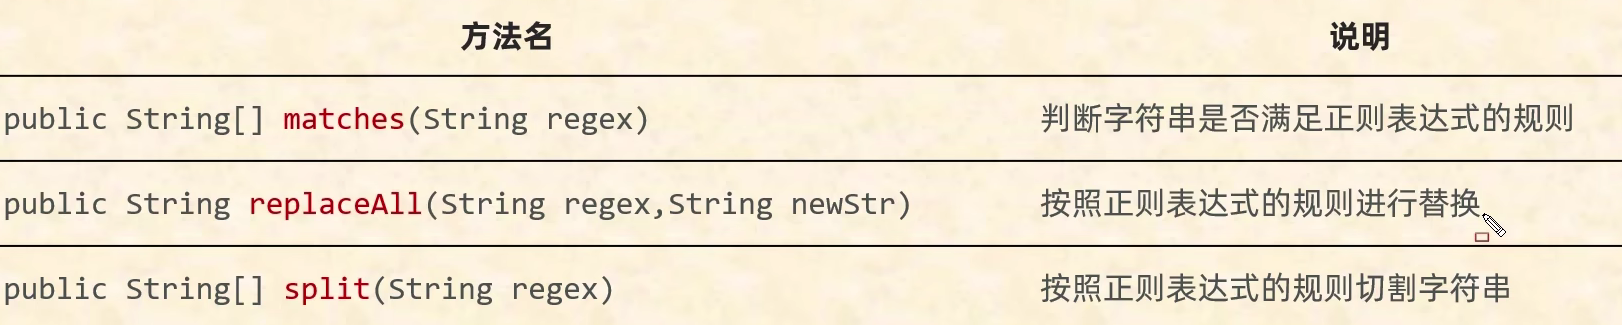 方法名 说明
public String[] matches(String regex) 判断字符串是否满足正则表达式的规则
public String replaceAll(String regex,String newStr) 按照正则表达式的规则进行替换
public String[] split(String regex) 按照正则表达式的规则切割字符串